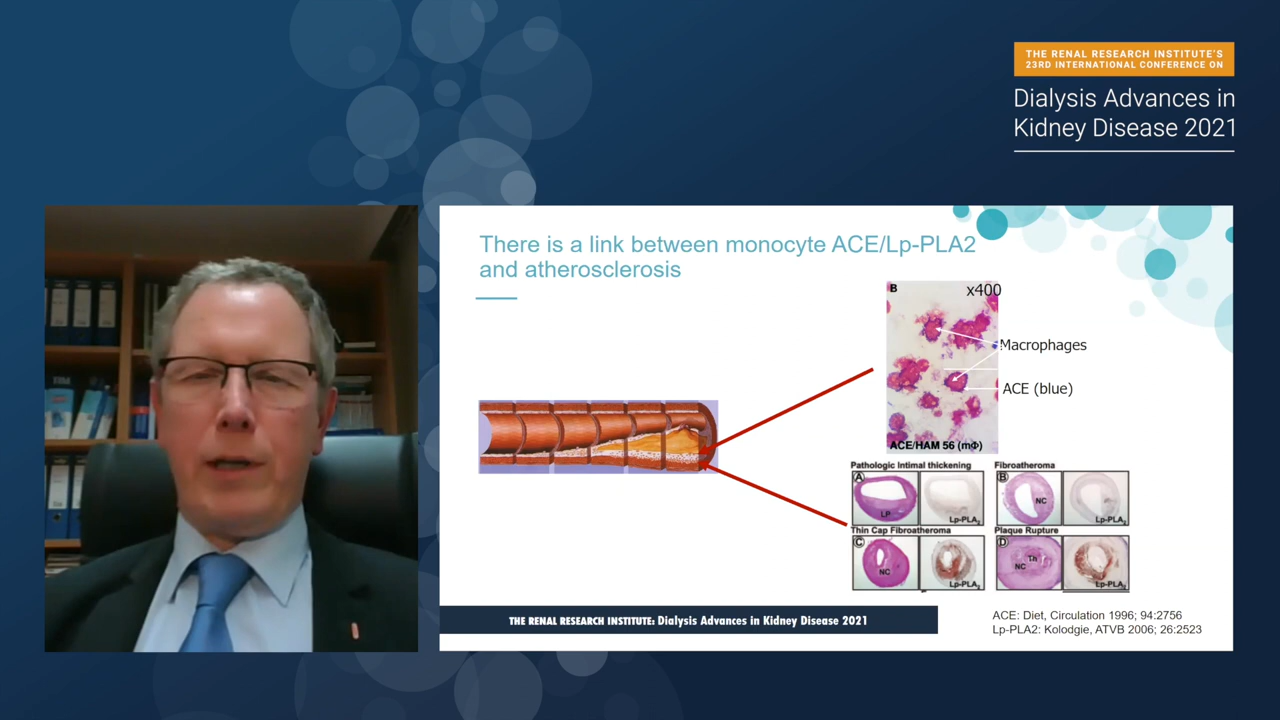 THE RENAL RESEARCH INSTITUTE'S
23RD INTERNATIONAL CONFERENCE ON
Dialysis Advances in
Kidney Disease 2021
There is a link between monocyte ACE/Lp-PLA2
and atherosclerosis
B
x400
Macrophages
ACE (blue)
ACE/HAM 56 (mΦ)
Pathologic Intimal thickening
Fibroatheroma
A
LP
Lp-PLA2
B
NC
Lp-PLA2
Thin Cap Fibroatheroma
Plaque Rupture
C
NC
Lp-PLA2
D
Th
NC
Lp-PLA2
THE RENAL RESEARCH INSTITUTE: Dialysis Advances in Kidney Disease 2021
ACE: Diet, Circulation 1996; 94:2756
Lp-PLA2: Kolodgie, ATVB 2006; 26:2523